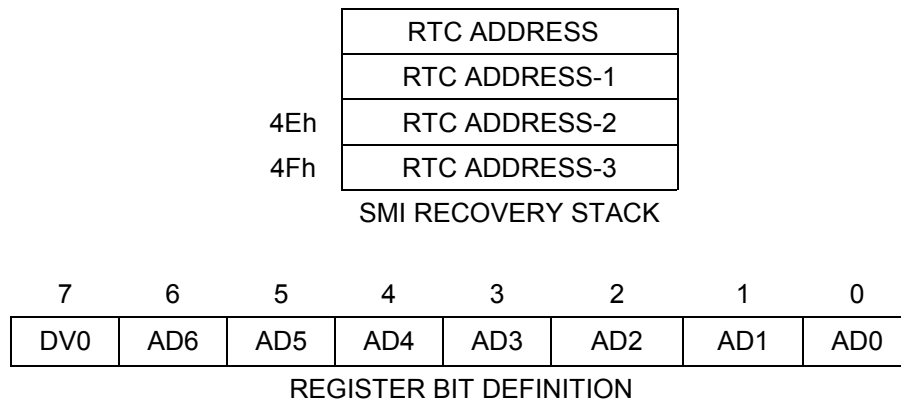 RTC ADDRESS
RTC ADDRESS-1
4Eh RTC ADDRESS-2
4Fh RTC ADDRESS-3
SMI RECOVERY STACK
7 6 5 4 3 2 1 0
DV0 AD6 AD5 AD4 AD3 AD2 AD1 AD0
REGISTER BIT DEFINITION